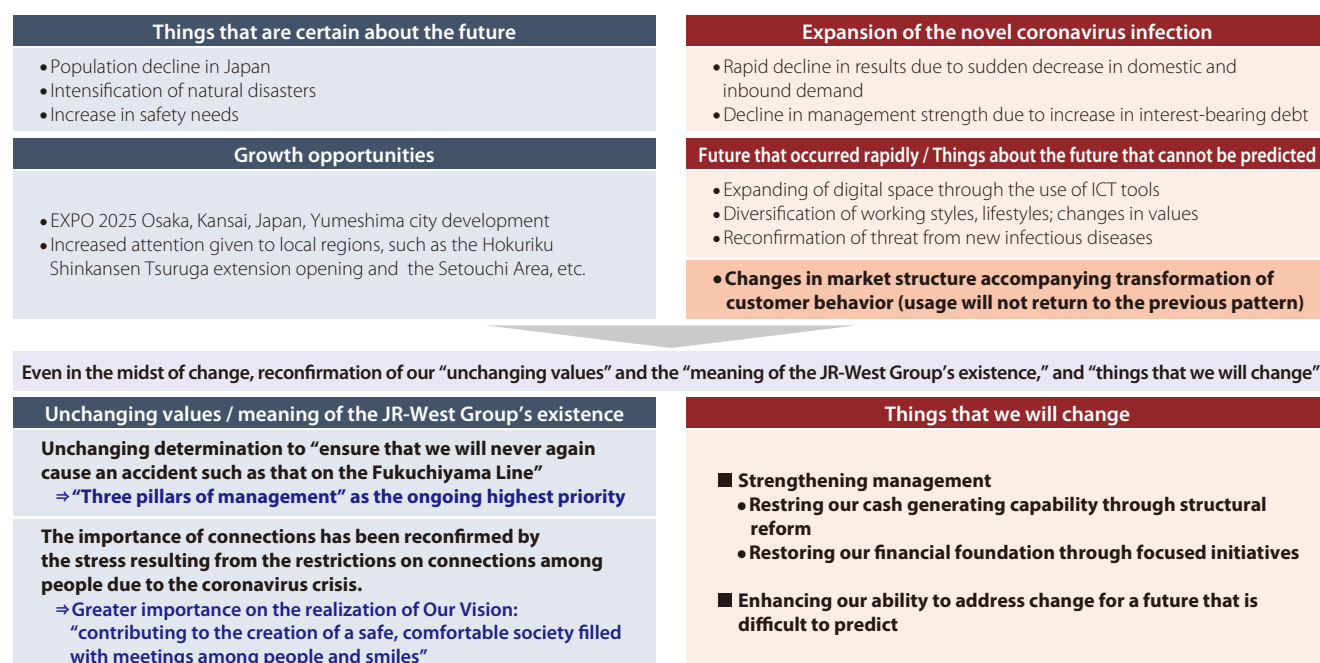 Things that are certain about the future
• Population decline in Japan
• Intensification of natural disasters
• Increase in safety needs
Growth opportunities
• EXPO 2025 Osaka, Kansai, Japan, Yumeshima city development
• Increased attention given to local regions, such as the Hokuriku
Shinkansen Tsuruga extension opening and the Setouchi Area, etc.
Expansion of the novel coronavirus infection
• Rapid decline in results due to sudden decrease in domestic and
inbound demand
• Decline in management strength due to increase in interest-bearing debt
Future that occurred rapidly / Things about the future that cannot be predicted
• Expanding of digital space through the use of ICT tools
• Diversification of working styles, lifestyles; changes in values
• Reconfirmation of threat from new infectious diseases
• Changes in market structure accompanying transformation of
customer behavior (usage will not return to the previous pattern)
Even in the midst of change, reconfirmation of our “unchanging values” and the “meaning of the JR-West Group’s existence,” and “things that we will change”
Unchanging values / meaning of the JR-West Group’s existence
Unchanging determination to “ensure that we will never again
cause an accident such as that on the Fukuchiyama Line”
⇒“Three pillars of management” as the ongoing highest priority
The importance of connections has been reconfirmed by
the stress resulting from the restrictions on connections among
people due to the coronavirus crisis.
⇒Greater importance on the realization of Our Vision:
“contributing to the creation of a safe, comfortable society filled
with meetings among people and smiles”
Things that we will change
■ Strengthening management
• Restring our cash generating capability through structural
reform
• Restoring our financial foundation through focused initiatives
■ Enhancing our ability to address change for a future that is
difficult to predict